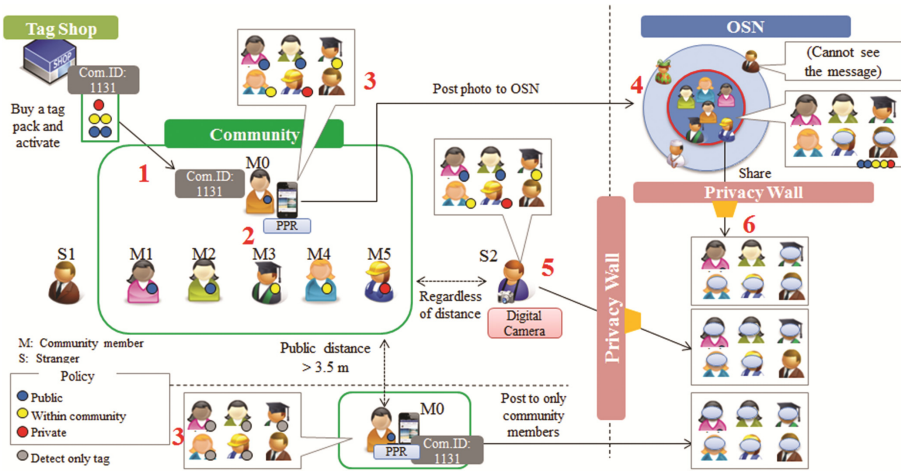 Tag Shop
SHOP
Com.ID:
1131
Buy a tag
pack and
activate
1
Community
Com.ID:
1131
M0
PPR
2
3
S1
M1
M2
M3
M4
M5
M: Community member
S: Stranger
Policy
Public
Within community
Private
Detect only tag
Public distance
> 3.5 m
3
M0
PPR
Com.ID:
1131
Post to only
community
members
Regardless
of distance
S2
5
Digital
Camera
Post photo to OSN
OSN
4
(Cannot see
the message)
Share
Privacy Wall
Privacy Wall
6